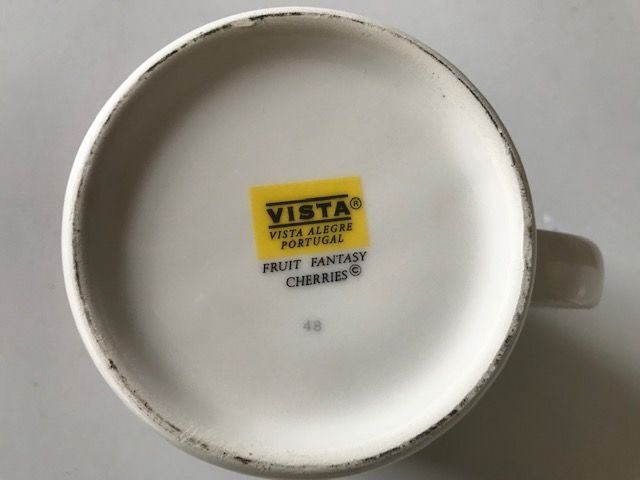 VISTA®
VISTA ALEGRE
PORTUGAL
FRUIT FANTASY
CHERRIES©
48